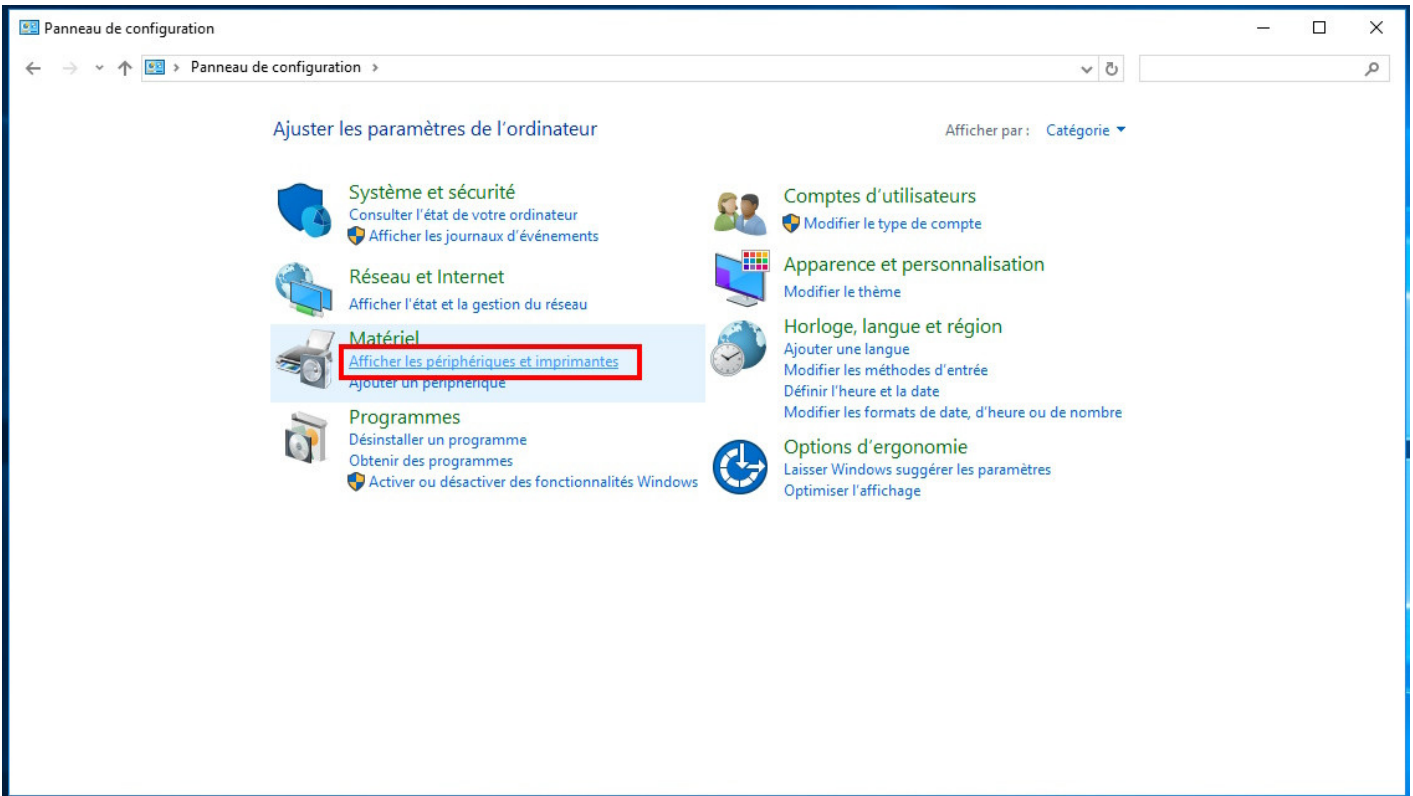 Panneau de configuration
Panneau de configuration
Ajuster les paramètres de l'ordinateur
Afficher par : Catégorie
Système et sécurité
Consulter l'état de votre ordinateur
Afficher les journaux d'événements
Réseau et Internet
Afficher l'état et la gestion du réseau
Matériel
Afficher les périphériques et imprimantes
Ajouter un périphérique
Programmes
Désinstaller un programme
Obtenir des programmes
Activer ou désactiver des fonctionnalités Windows
Comptes d'utilisateurs
Modifier le type de compte
Apparence et personnalisation
Modifier le thème
Horloge, langue et région
Ajouter une langue
Modifier les méthodes d'entrée
Définir l'heure et la date
Modifier les formats de date, d'heure ou de nombre
Options d'ergonomie
Laisser Windows suggérer les paramètres
Optimiser l'affichage